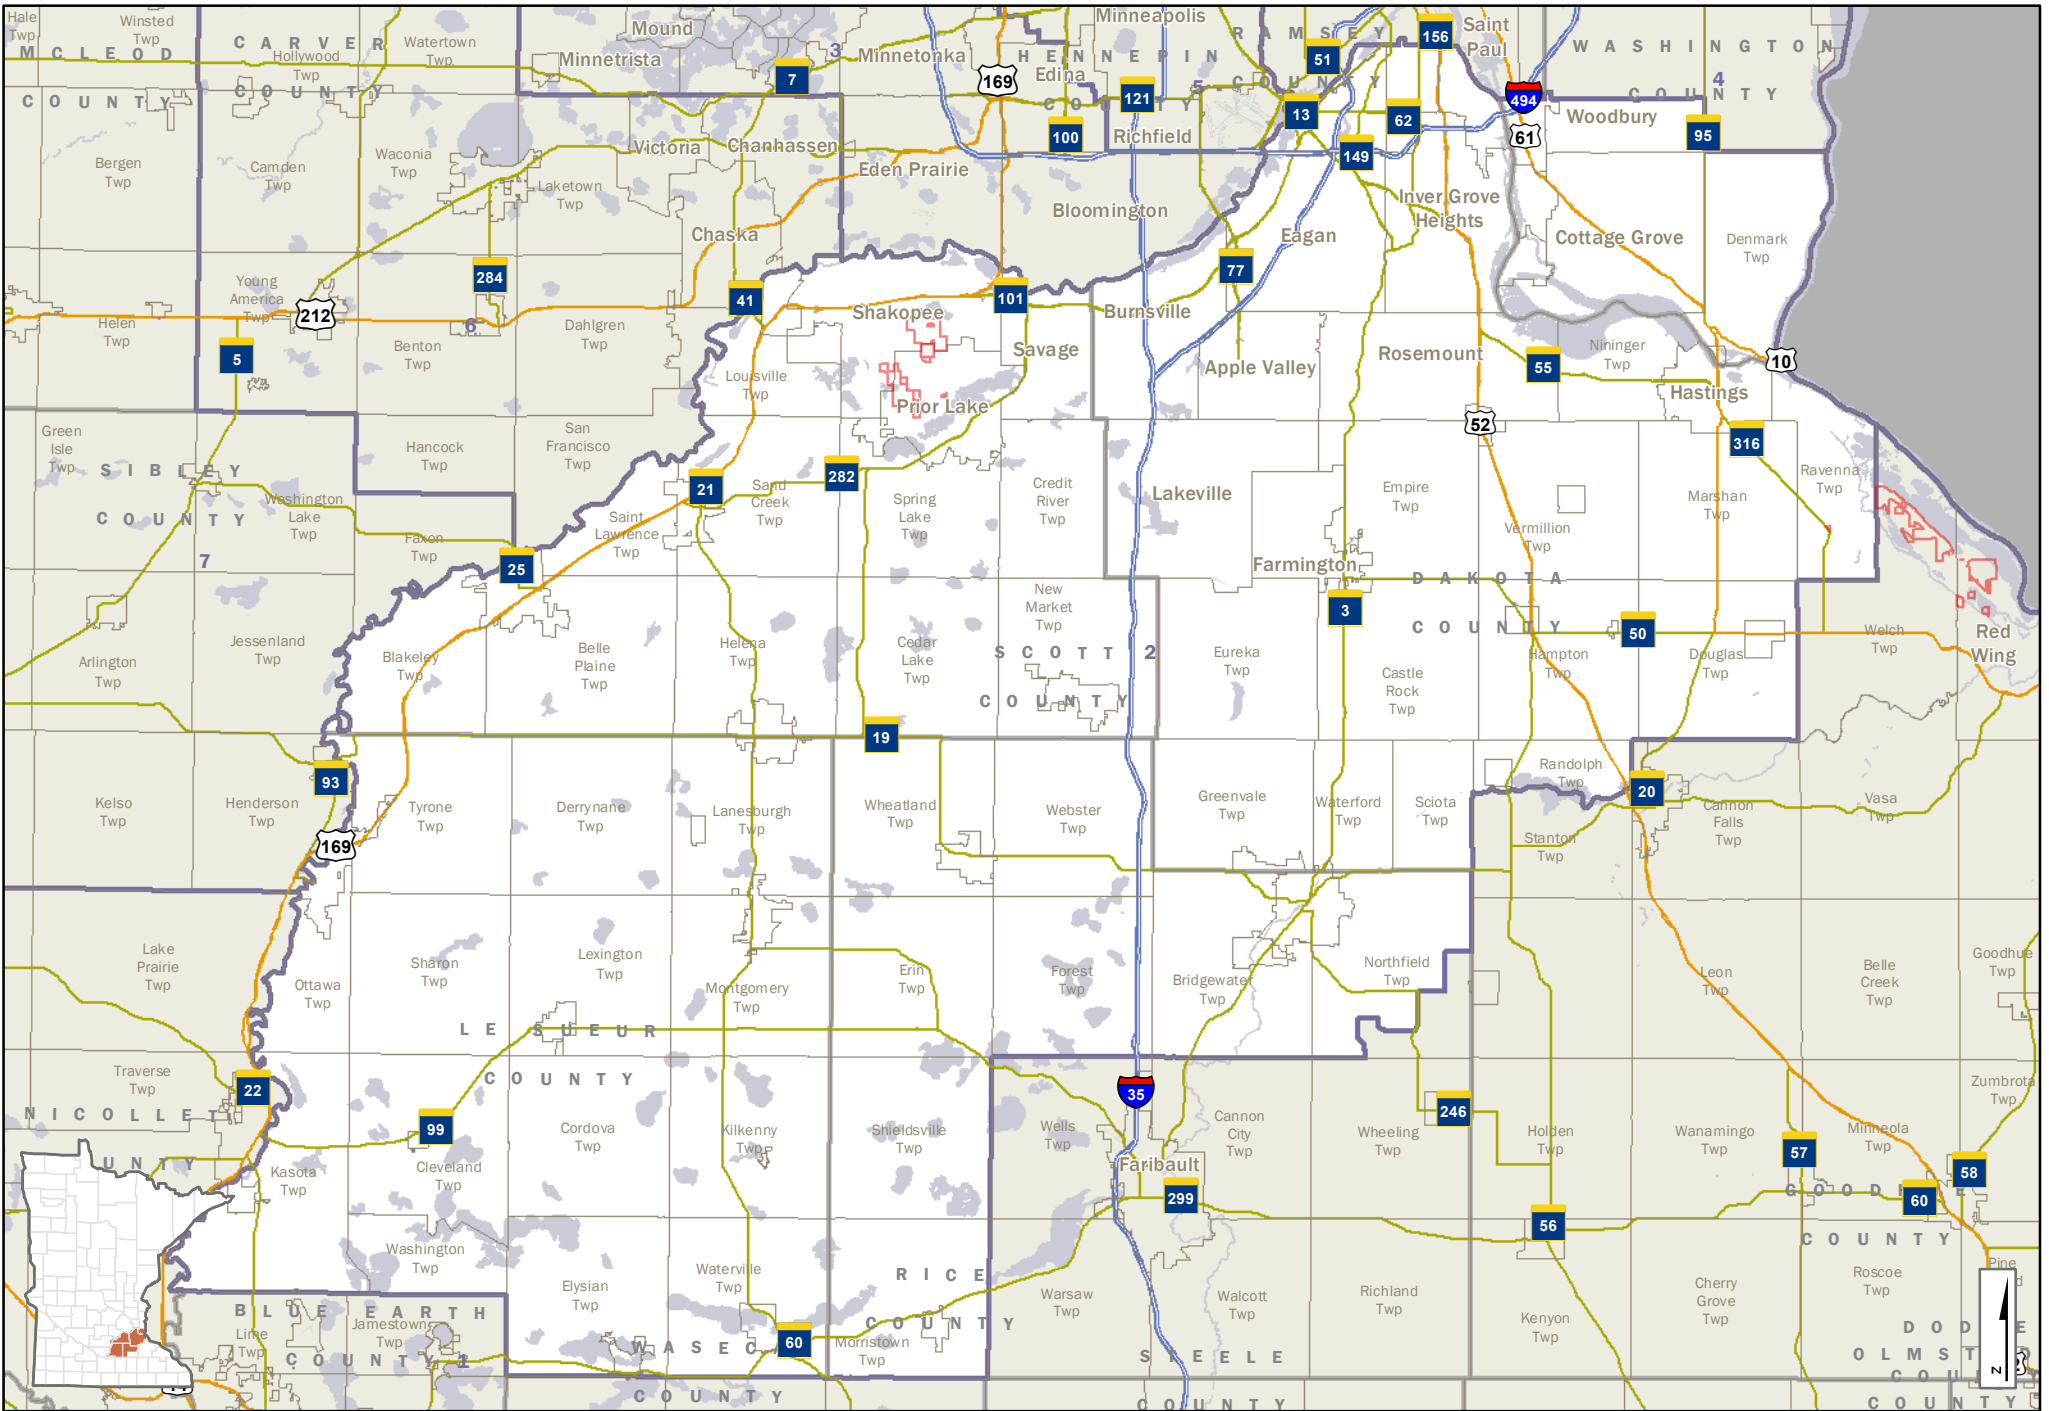 Hale
Twp
Winsted
Twp
MCLEOD
COUNTY
CARVER
COUNTY
Hollywood
Twp
Watertown
Twp
Mound
Minnetrista
3
7
Minnetonka
169
HENNEPIN
COUNTY
Edina
Minneapolis
5
RAMSEY
COUNTY
51
156
Saint
Paul
WASHINGTON
COUNTY
4
494
61
Woodbury
95
121
100
Richfield
13
62
149
Bergen
Twp
Camden
Twp
Waconia
Twp
Laketown
Twp
Victoria
Chanhassen
Eden Prairie
Bloomington
Chaska
Eagan
Inver Grove
Heights
Cottage Grove
Denmark
Twp
Young
America
Twp
212
284
41
101
77
Helen
Twp
5
6
Benton
Twp
Dahlgren
Twp
Shakopee
Burnsville
Savage
Louisville
Twp
Prior Lake
Apple Valley
Rosemount
55
Nininger
Twp
10
Hastings
52
316
Green
Isle
Twp
SIBLEY
COUNTY
Hancock
Twp
San
Francisco
Twp
Washington
Lake
Twp
Faxon
Twp
7
25
21
Saint
Lawrence
Twp
Sand
Creek
Twp
282
Spring
Lake
Twp
Credit
River
Twp
Lakeville
Empire
Twp
Vermillion
Twp
Marshan
Twp
Ravenna
Twp
Farmington
DAKOTA
COUNTY
3
50
Arlington
Twp
Jessenland
Twp
Blakeley
Twp
Belle
Plaine
Twp
Helena
Twp
Cedar
Lake
Twp
New
Market
Twp
SCOTT
COUNTY
2
Eureka
Twp
Castle
Rock
Twp
Hampton
Twp
Douglas
Twp
Welch
Twp
Red
Wing
19
93
20
Kelso
Twp
Henderson
Twp
169
Tyrone
Twp
Derrynane
Twp
Lanesburgh
Twp
Wheatland
Twp
Webster
Twp
Greenvale
Twp
Waterford
Twp
Sciota
Twp
Randolph
Twp
Stanton
Twp
Cannon
Falls
Twp
Vasa
Twp
Lake
Prairie
Twp
Ottawa
Twp
Sharon
Twp
Lexington
Twp
Montgomery
Twp
Erin
Twp
Forest
Twp
Bridgewater
Twp
Northfield
Twp
Leon
Twp
Belle
Creek
Twp
Goodhue
Twp
LE SUEUR
COUNTY
Traverse
Twp
22
NICOLLET
UNTY
99
Cordova
Twp
Kilkenny
Twp
Shieldsville
Twp
Wells
Twp
35
Cannon
City
Twp
Wheeling
Twp
246
Holden
Twp
Wanamingo
Twp
57
Minneola
Twp
Zumbrota
Twp
58
60
Kasota
Twp
Cleveland
Twp
Faribault
299
56
COUNTY
Washington
Twp
Elysian
Twp
Waterville
Twp
RICE
COUNTY
Warsaw
Twp
Walcott
Twp
Richland
Twp
Kenyon
Twp
Cherry
Grove
Twp
Roscoe
Twp
Pine
BLUE EARTH
COUNTY
1
Lime
Twp
Jamestown
Twp
WASEC
COUNTY
60
Morristown
Twp
STEELE
COUNTY
OLMST
COUNTY
N